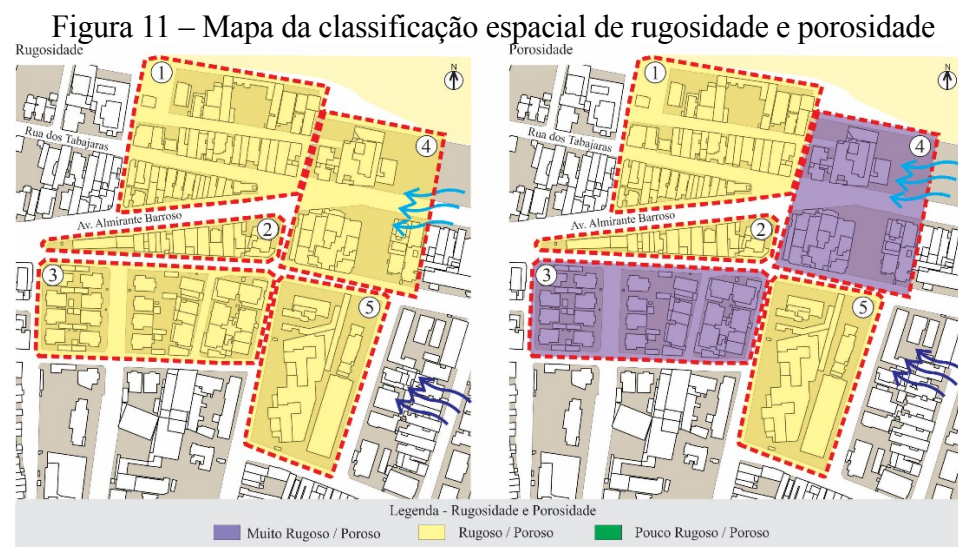 Figura 11 – Mapa da classificação espacial de rugosidade e porosidade
Rugosidade
1
N
Rua dos Tabajaras
4
Av. Almirante Barroso
2
3
5
Porosidade
1
N
Rua dos Tabajaras
4
Av. Almirante Barroso
2
3
5
Legenda - Rugosidade e Porosidade
Muito Rugoso / Poroso
Rugoso / Poroso
Pouco Rugoso / Poroso